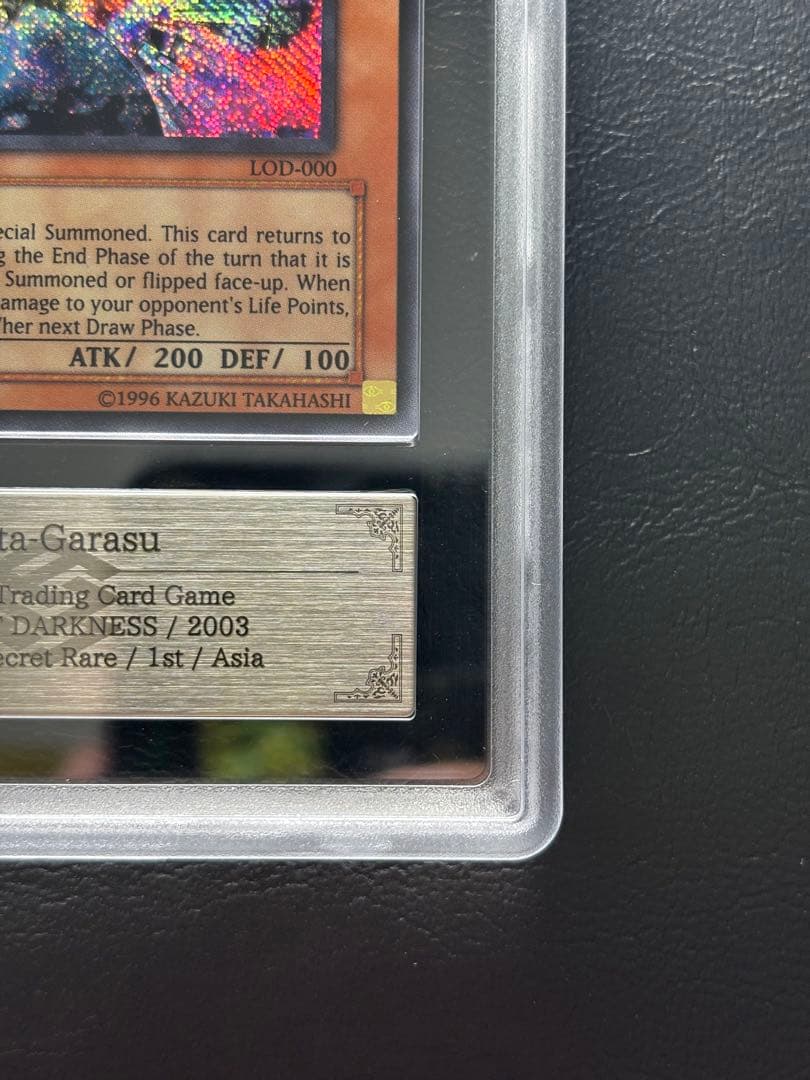 LOD-000
ecial Summoned. This card returns to
g the End Phase of the turn that it is
Summoned or flipped face-up. When
amage to your opponent's Life Points,
/her next Draw Phase.
ATK/ 200 DEF/ 100
©1996 KAZUKI TAKAHASHI
ta-Garasu
Trading Card Game
DARKNESS / 2003
ecret Rare / 1st / Asia